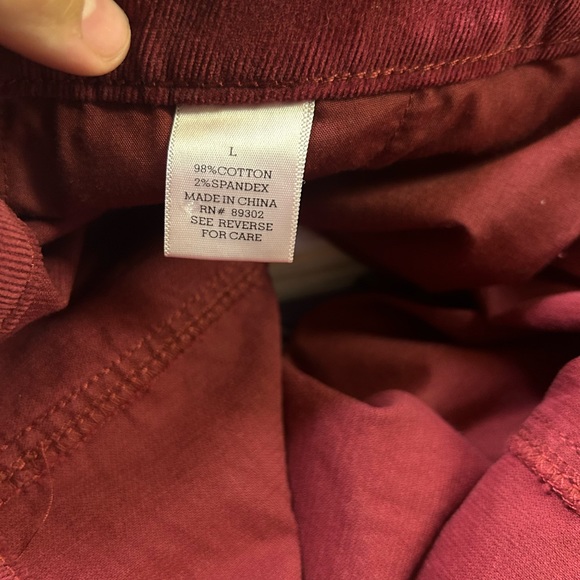 L
98%COTTON
2%SPANDEX
MADE IN CHINA
RN# 89302
SEE REVERSE
FOR CARE